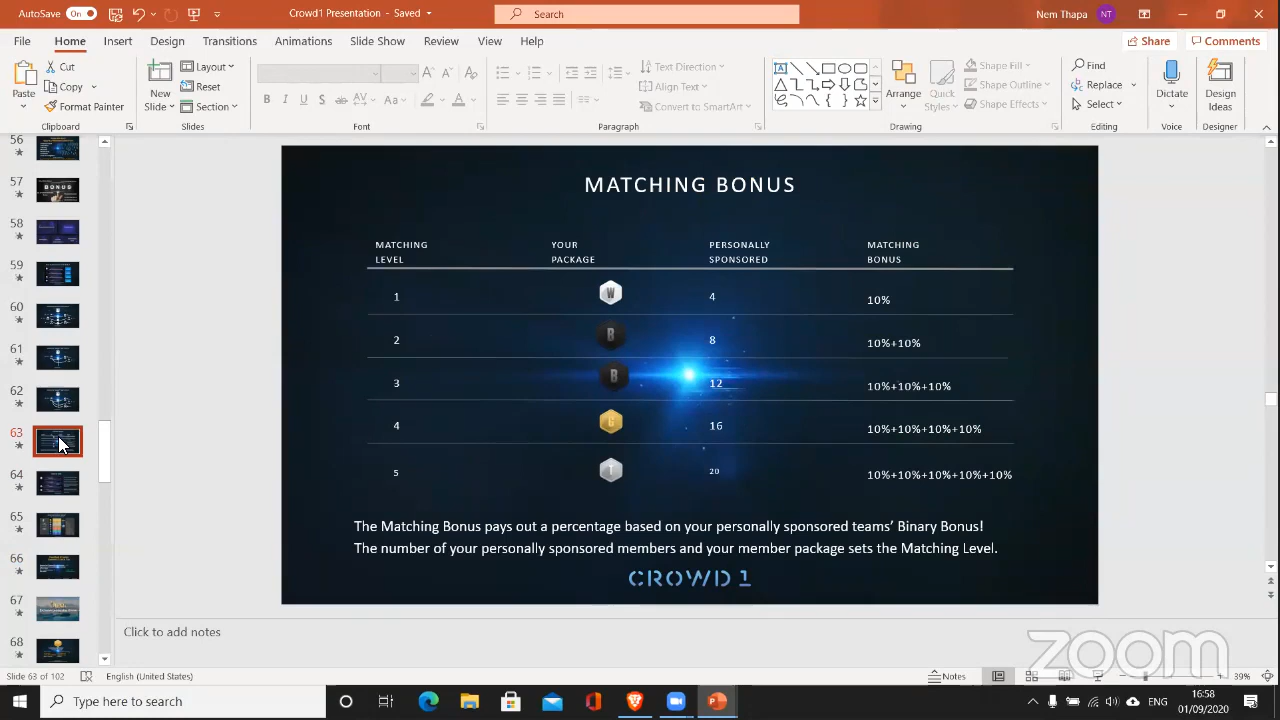 AutoSave On Crowd1 Presentation - Saved Search Nem Thapa NT
File Home Insert Design Transitions Animations Slide Show Review View Help Share Comments
Paste Cut Copy Format Painter
New Slide Layout Reset Section
Text Direction Align Text Convert to SmartArt
Arrange Quick Styles Shape Fill Shape Outline Shape Effects
Find Replace Select
Dictate Design Ideas
Clipboard Slides Font Paragraph Drawing Editing Voice Designer
56
57
BONUS
58
59
60
61
62
63
64
65
66
67
68
MATCHING BONUS
MATCHING LEVEL YOUR PACKAGE PERSONALLY SPONSORED MATCHING BONUS
1 W 4 10%
2 B 8 10%+10%
B 12 10%+10%+10%
G 16 10%+10%+10%+10%
T 20 10%+10%+10%+10%+10%
The Matching Bonus pays out a percentage based on your personally sponsored teams' Binary Bonus!
The number of your personally sponsored members and your member package sets the Matching Level.
CROWD1
Click to add notes
zoom
Slide 63 of 102 English (United States) Notes 39%
Type here to search ENG 16:58
01/09/2020